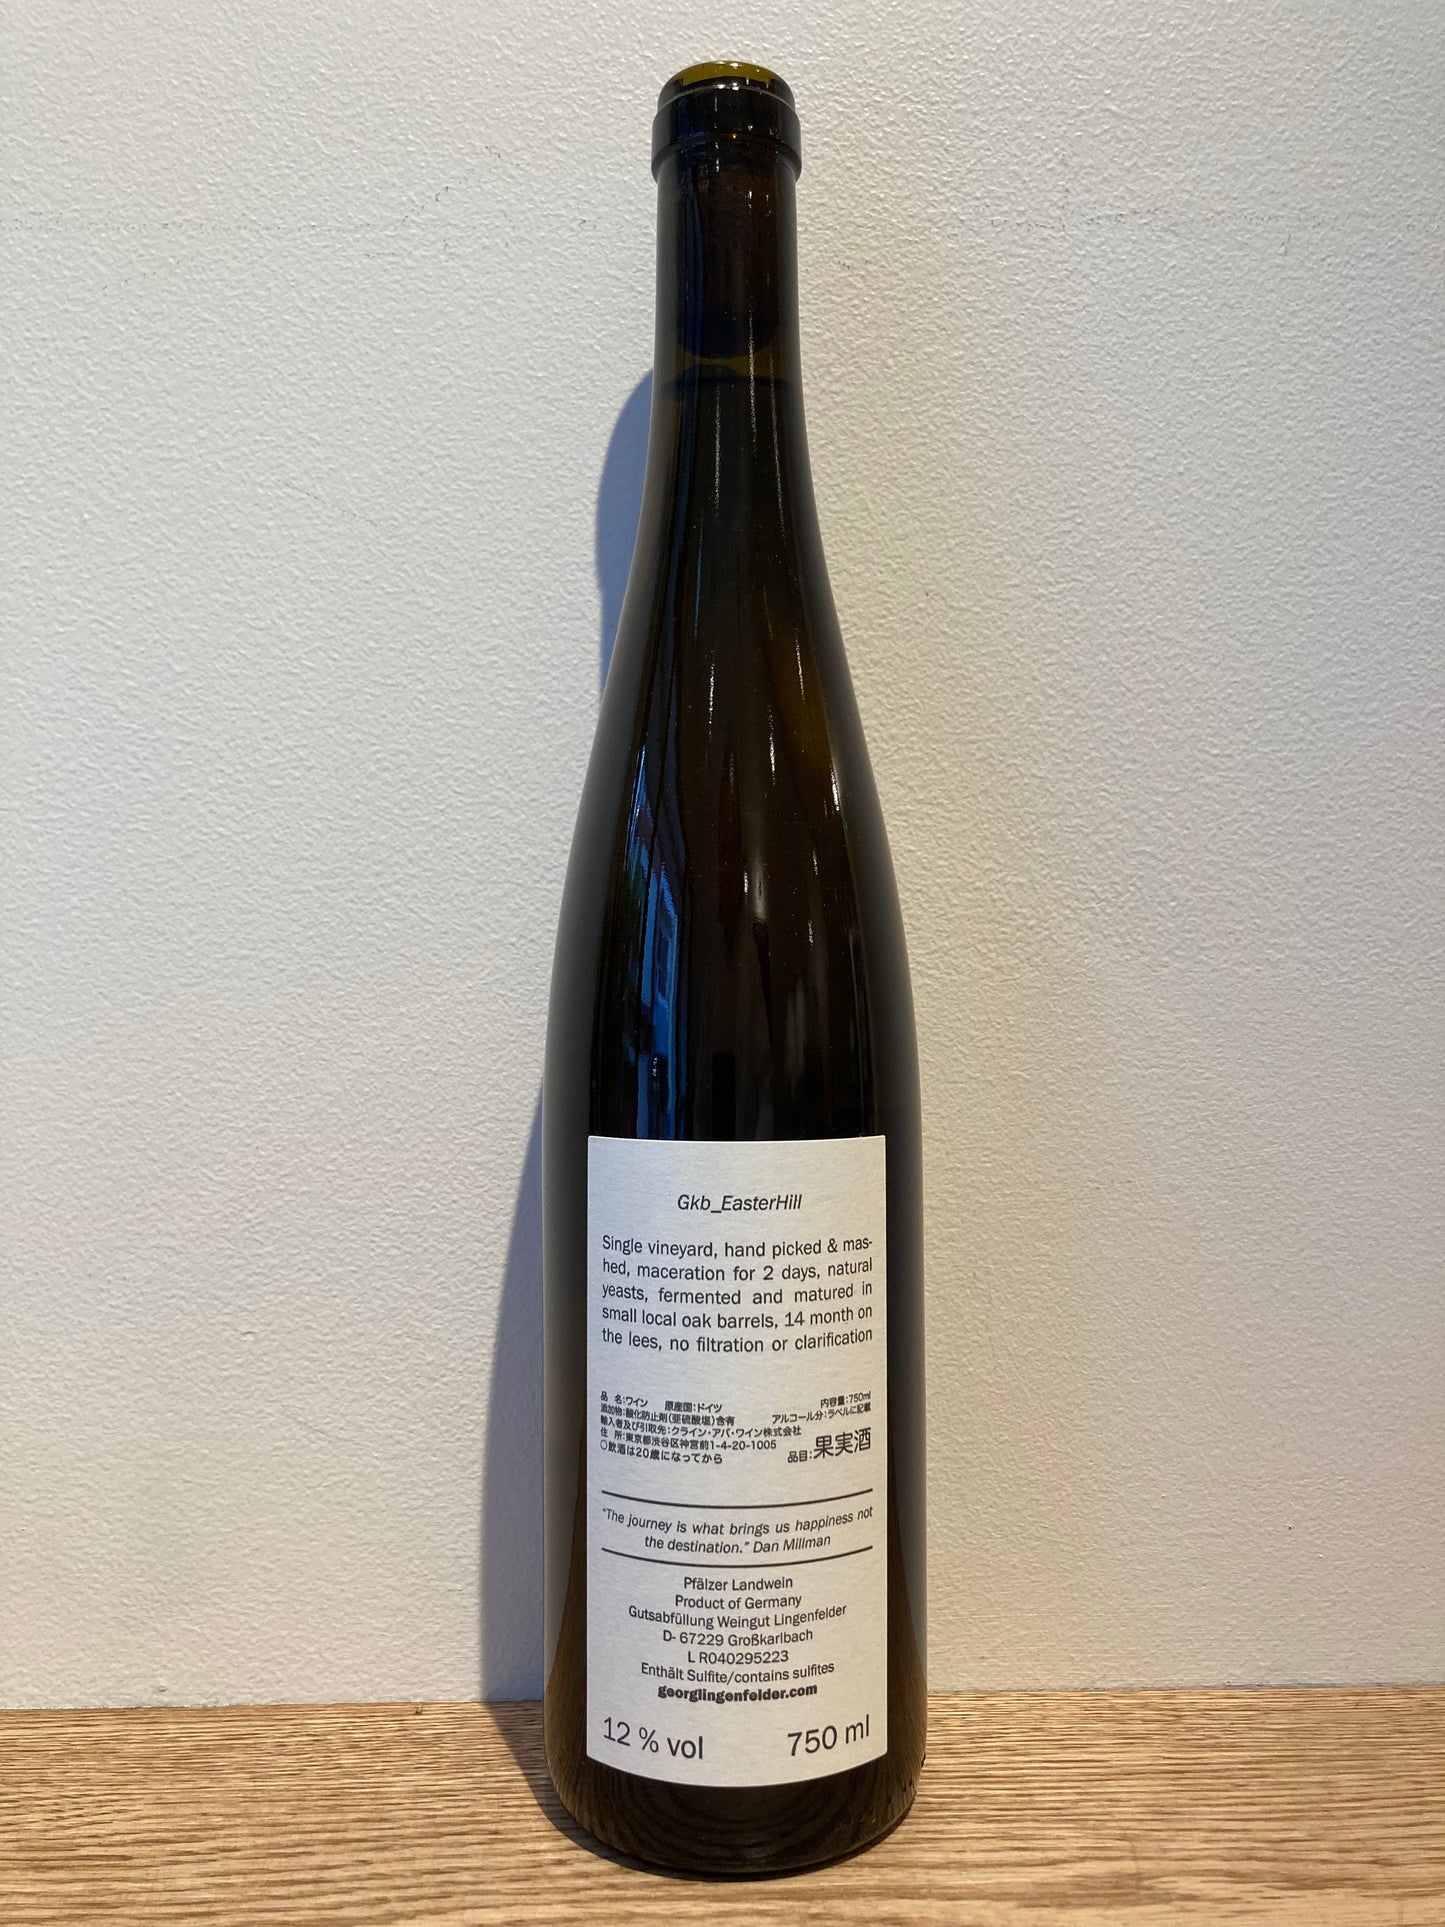 Gkb_EasterHill
Single vineyard, hand picked & mas-
hed, maceration for 2 days, natural
yeasts, fermented and matured in
small local oak barrels, 14 month on
the lees, no filtration or clarification
品 名:ワイン 原産国:ドイツ 内容量:750ml
添加物:酸化防止剤(亜硫酸塩)含有 アルコール分:ラベルに記載
輸入者及び引取先:クライン・アパ・ワイン株式会社
住 所:東京都渋谷区神宮前1-4-20-1005
○飲酒は20歳になってから 品目:果実酒
"The journey is what brings us happiness not
the destination." Dan Millman
Pfälzer Landwein
Product of Germany
Gutsabfüllung Weingut Lingenfelder
D- 67229 Großkarlbach
L R040295223
Enthält Sulfite/contains sulfites
georglingenfelder.com
12 % vol 750 ml